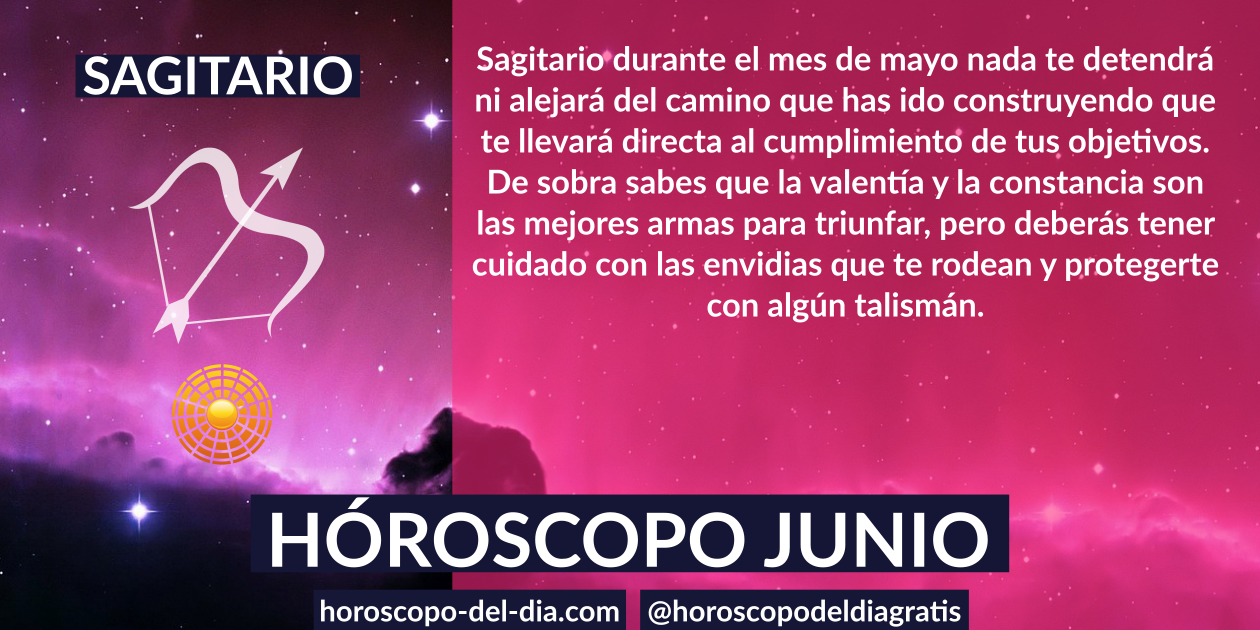 SAGITARIO
Sagitario durante el mes de mayo nada te detendrá
ni alejará del camino que has ido construyendo que
te llevará directa al cumplimiento de tus objetivos.
De sobra sabes que la valentía y la constancia son
las mejores armas para triunfar, pero deberás tener
cuidado con las envidias que te rodean y protegerte
con algún talismán.
HÓROSCOPO JUNIO
horoscopo-del-dia.com
@horoscopodeldiagratis